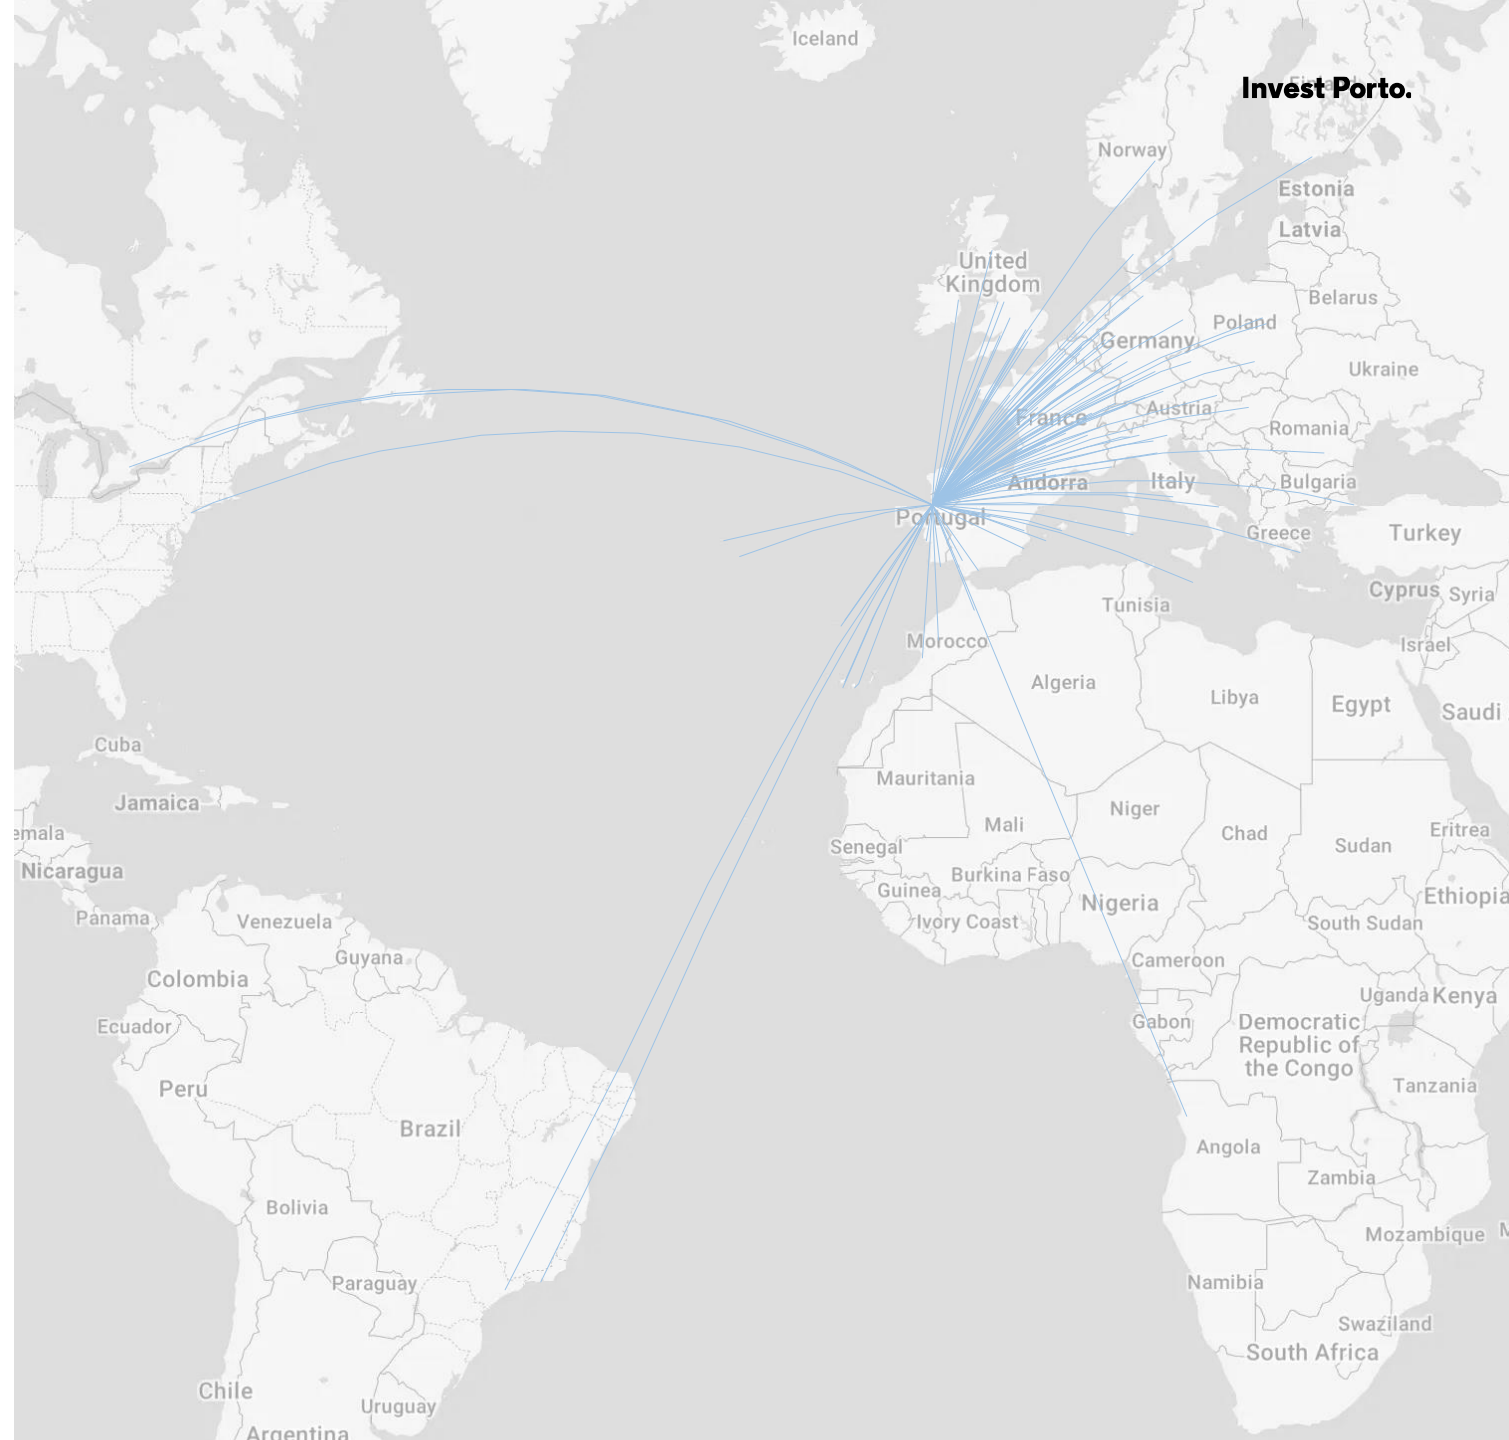 Iceland
Finland
Invest Porto.
Norway
Estonia
Latvia
United
Kingdom
Belarus
Poland
Germany
Ukraine
Austria
France
Romania
Andorra
Italy
Bulgaria
Portugal
Greece
Turkey
Cyprus
Syria
Tunisia
Morocco
Israel
Algeria
Libya
Egypt
Saudi
Cuba
Mauritania
Jamaica
Niger
Mali
Chad
Eritrea
emala
Senegal
Sudan
Nicaragua
Burkina Faso
Guinea
Nigeria
Ethiopia
Panama
Venezuela
Ivory Coast
South Sudan
Guyana
Cameroon
Colombia
Uganda
Kenya
Ecuador
Gabon
Democratic
Republic of
the Congo
Peru
Tanzania
Brazil
Angola
Zambia
Bolivia
Mozambique
M
Paraguay
Namibia
Swaziland
South Africa
Chile
Uruguay
Argentina